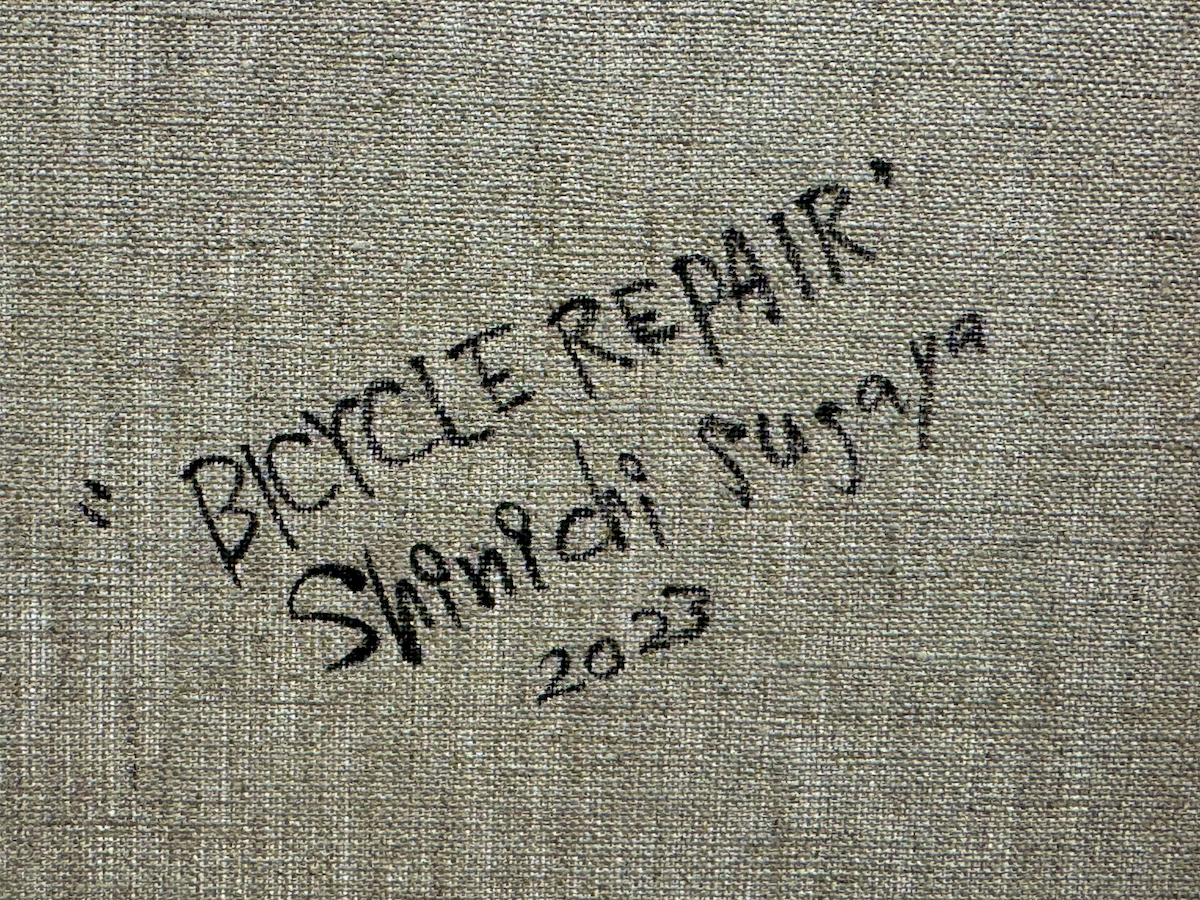 "BICYCLE REPAIR"
Shinichi Sugaya
2023